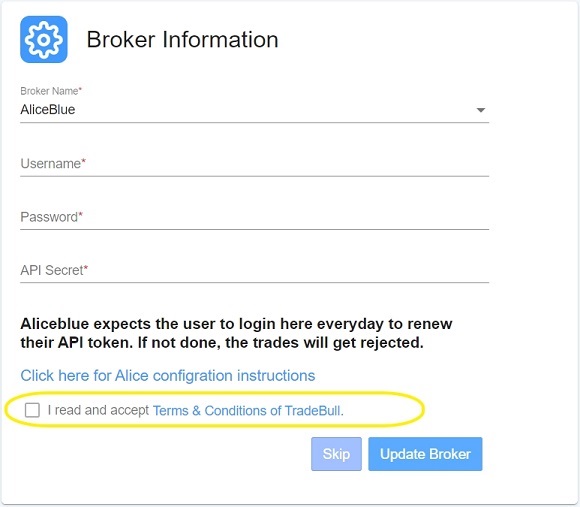 Broker Information
Broker Name*
AliceBlue
Username*
Password*
API Secret*
Aliceblue expects the user to login here everyday to renew
their API token. If not done, the trades will get rejected.
Click here for Alice configration instructions
I read and accept Terms & Conditions of TradeBull.
Skip Update Broker